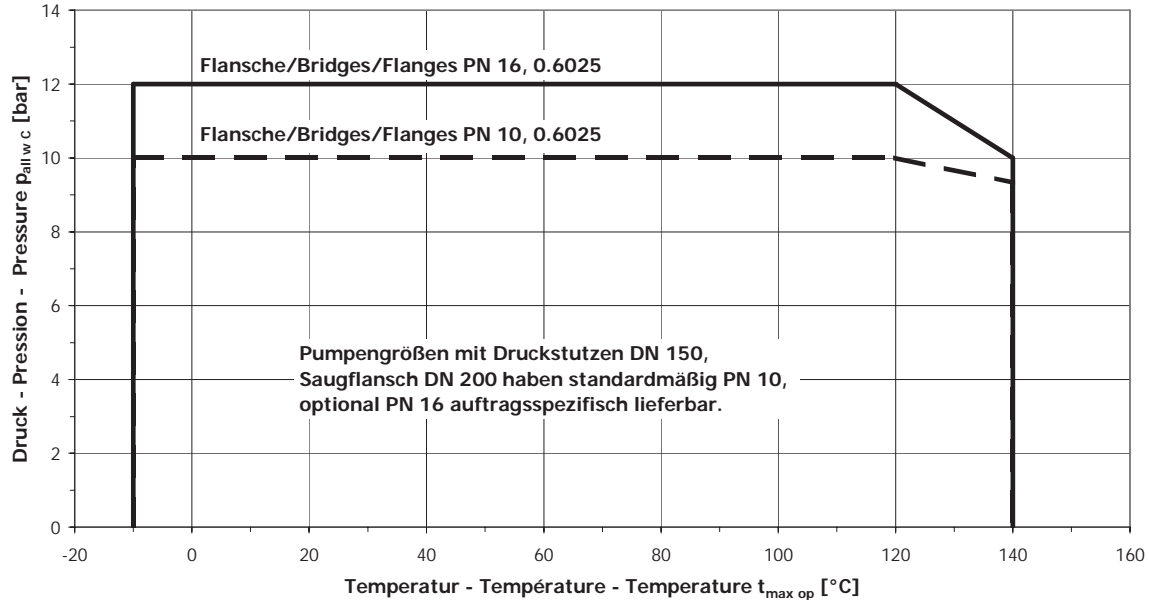 14
12
10
8
6
4
2
0
Druck - Pression - Pressure p all w c [bar]
Flansche/Bridges/Flanges PN 16, 0.6025
Flansche/Bridges/Flanges PN 10, 0.6025
Pumpengrößen mit Druckstutzen DN 150,
Saugflansch DN 200 haben standardmäßig PN 10,
optional PN 16 auftragsspezifisch lieferbar.
-20 0 20 40 60 80 100 120 140 160
Temperatur - Température - Temperature t max op [°C]